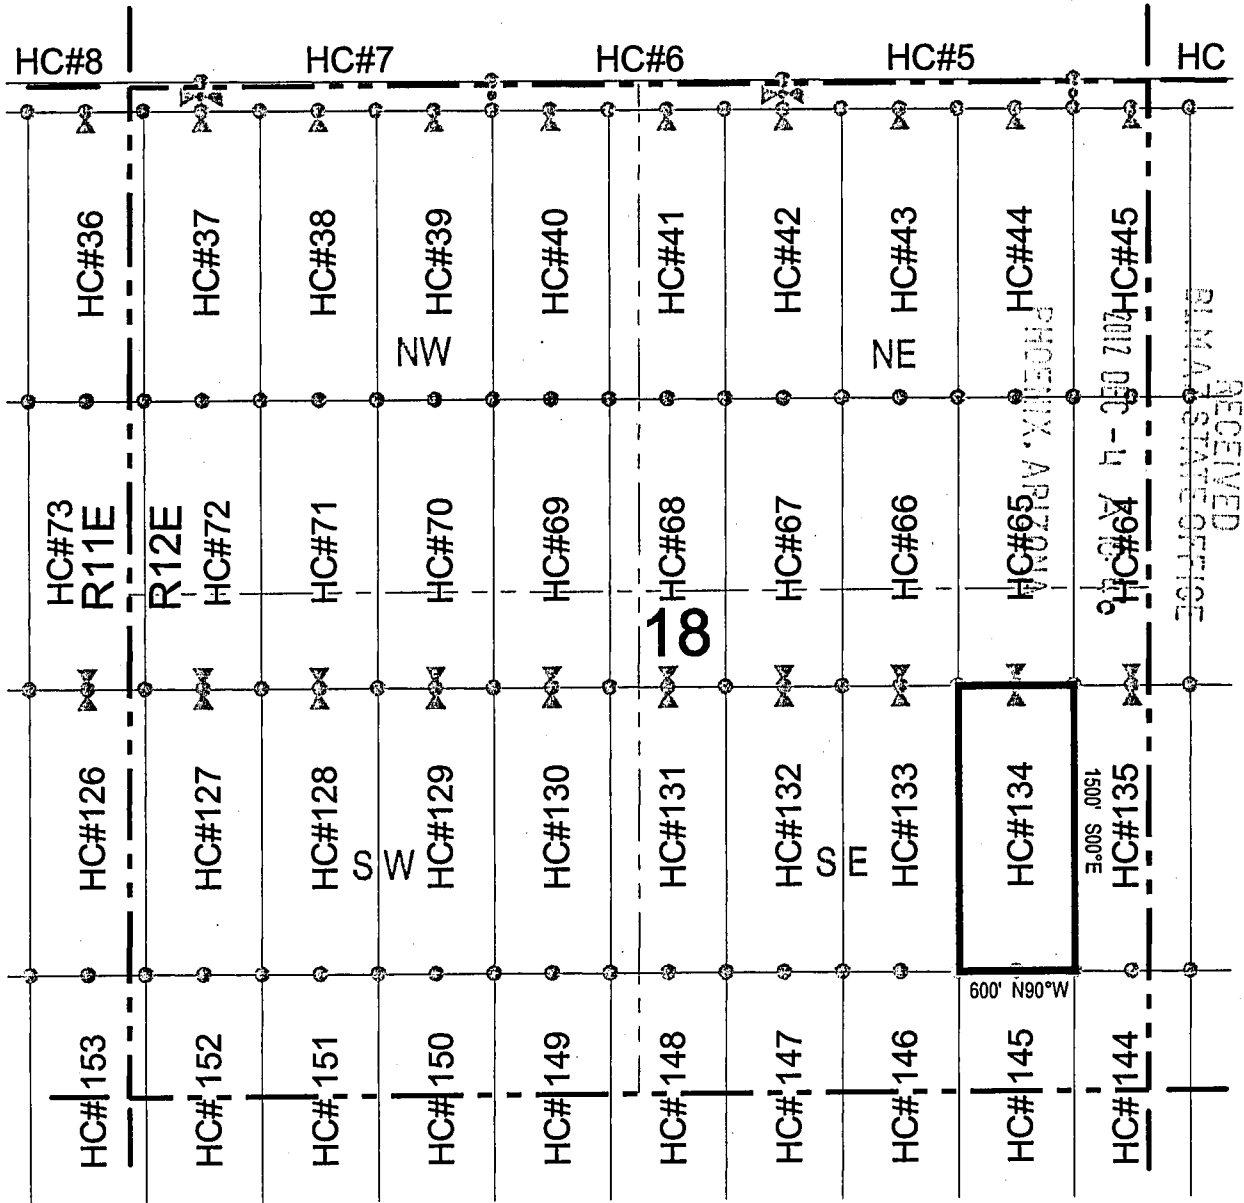 HC#8 HC#7 HC#6 HC#5 HC
HC#36 HC#37 HC#38 HC#39 HC#40 HC#41 HC#42 HC#43 HC#44 HC#45
NW NE
RECEIVED
BLM AZ STATE OFFICE
2012 DEC -4 A
PHOENIX, ARIZONA
HC#73 HC#72 HC#71 HC#70 HC#69 HC#68 HC#67 HC#66 HC#65 HC#64
R11E R12E
18
HC#126 HC#127 HC#128 HC#129 HC#130 HC#131 HC#132 HC#133 HC#134 HC#135
1500' S00°E
SW SE
600' N90°W
HC#153 HC#152 HC#151 HC#150 HC#149 HC#148 HC#147 HC#146 HC#145 HC#144